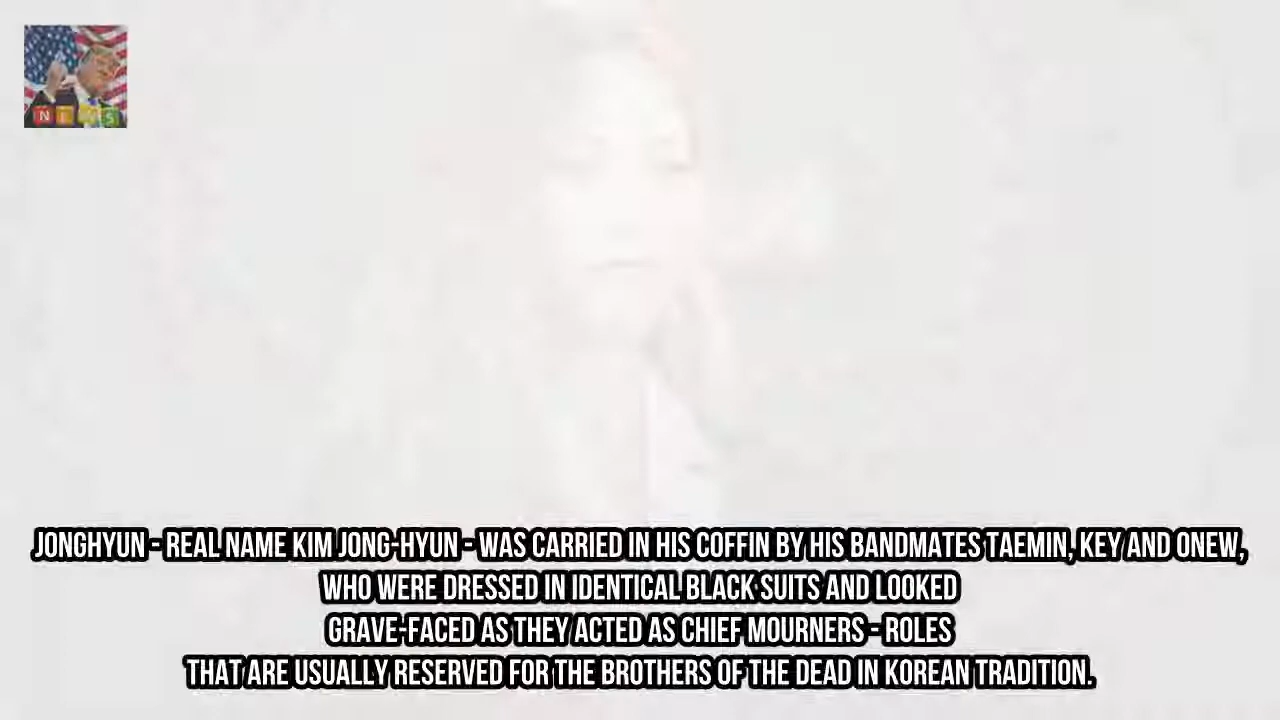 NEWS
JONGHYUN - REAL NAME KIM JONG-HYUN - WAS CARRIED IN HIS COFFIN BY HIS BANDMATES TAEMIN, KEY AND ONEW,
WHO WERE DRESSED IN IDENTICAL BLACK SUITS AND LOOKED
GRAVE-FACED AS THEY ACTED AS CHIEF MOURNERS - ROLES
THAT ARE USUALLY RESERVED FOR THE BROTHERS OF THE DEAD IN KOREAN TRADITION.